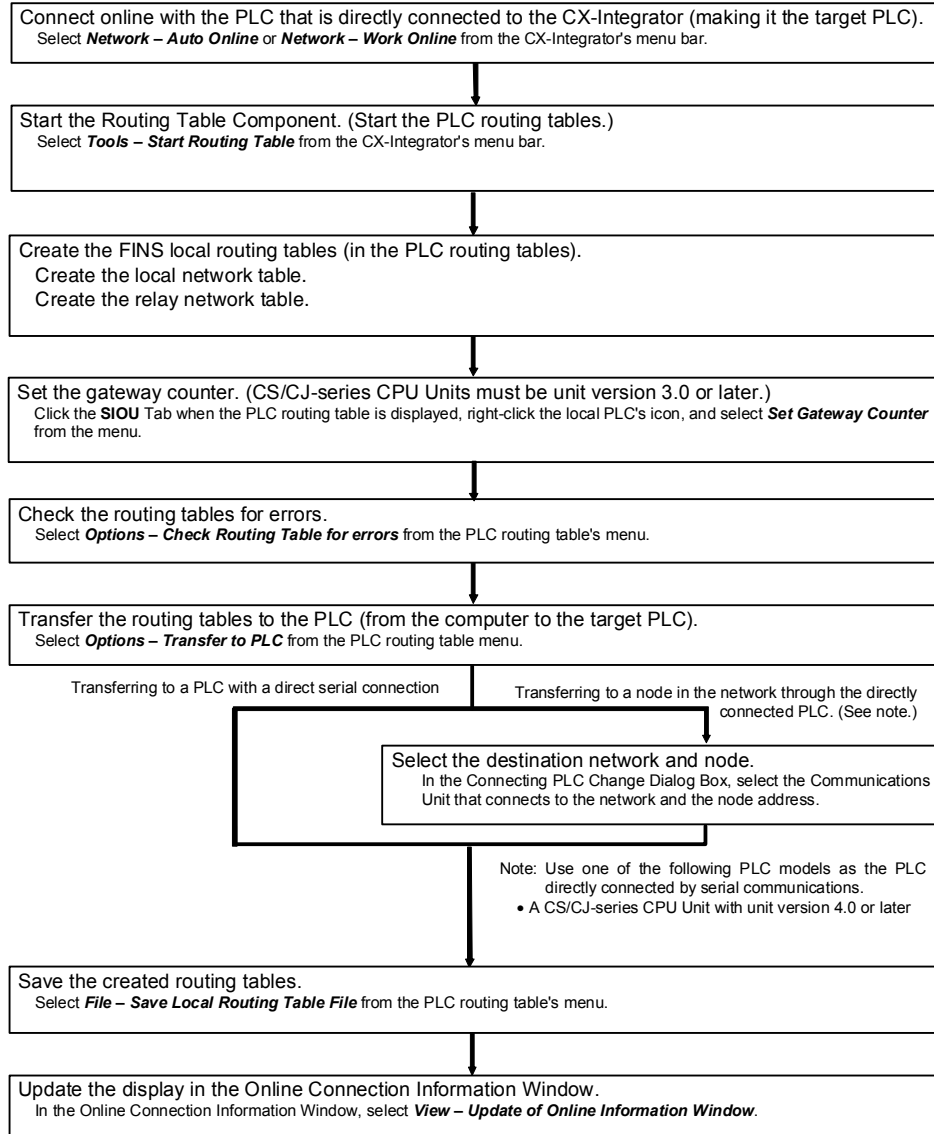 Connect online with the PLC that is directly connected to the CX-Integrator (making it the target PLC).
Select Network – Auto Online or Network – Work Online from the CX-Integrator's menu bar.
Start the Routing Table Component. (Start the PLC routing tables.)
Select Tools – Start Routing Table from the CX-Integrator's menu bar.
Create the FINS local routing tables (in the PLC routing tables).
Create the local network table.
Create the relay network table.
Set the gateway counter. (CS/CJ-series CPU Units must be unit version 3.0 or later.)
Click the SIOU Tab when the PLC routing table is displayed, right-click the local PLC's icon, and select Set Gateway Counter
from the menu.
Check the routing tables for errors.
Select Options – Check Routing Table for errors from the PLC routing table's menu.
Transfer the routing tables to the PLC (from the computer to the target PLC).
Select Options – Transfer to PLC from the PLC routing table menu.
Transferring to a PLC with a direct serial connection
Transferring to a node in the network through the directly
connected PLC. (See note.)
Select the destination network and node.
In the Connecting PLC Change Dialog Box, select the Communications
Unit that connects to the network and the node address.
Note: Use one of the following PLC models as the PLC
directly connected by serial communications.
• A CS/CJ-series CPU Unit with unit version 4.0 or later
Save the created routing tables.
Select File – Save Local Routing Table File from the PLC routing table's menu.
Update the display in the Online Connection Information Window.
In the Online Connection Information Window, select View – Update of Online Information Window.